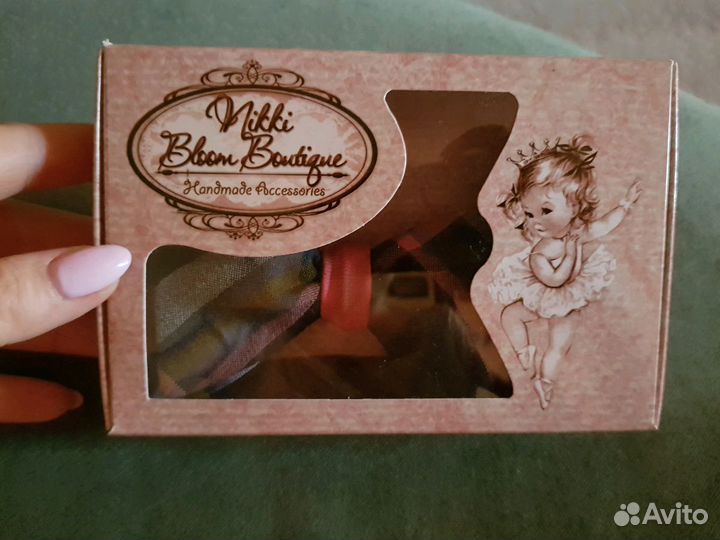 Nikki
Bloom Boutique
Handmade Accessories
Avito